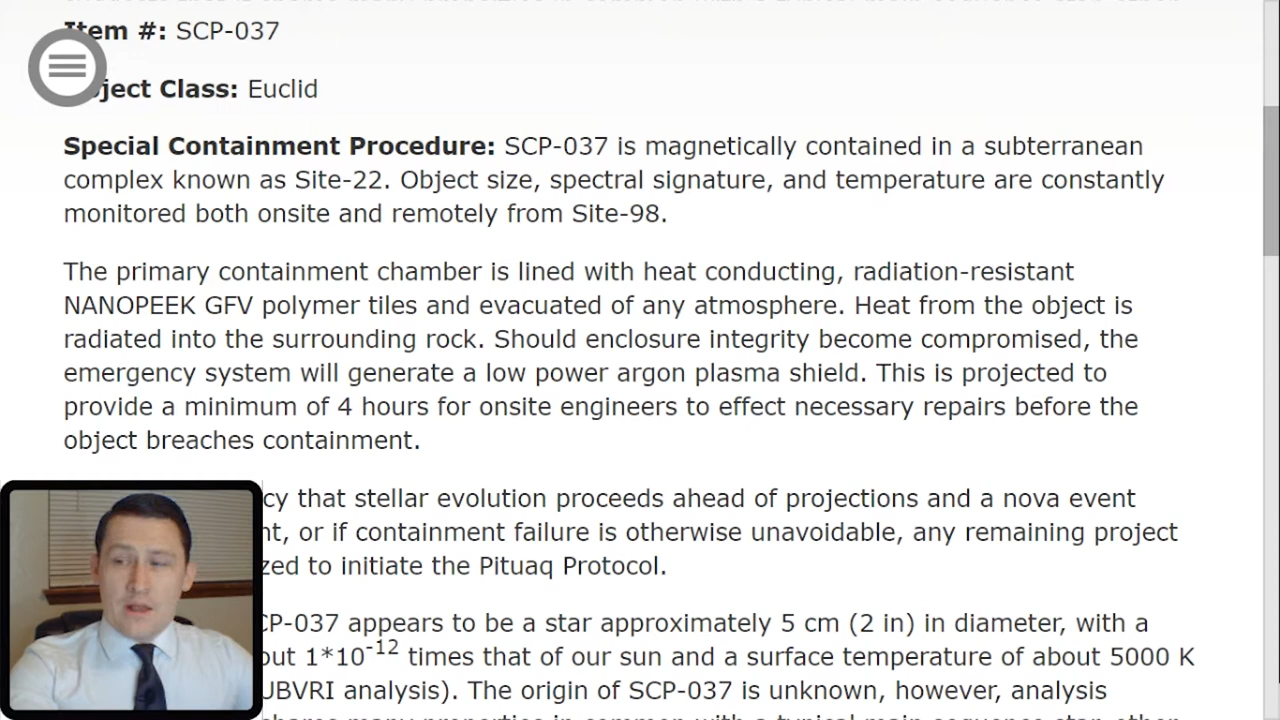 Item #: SCP-037
ject Class: Euclid
Special Containment Procedure: SCP-037 is magnetically contained in a subterranean
complex known as Site-22. Object size, spectral signature, and temperature are constantly
monitored both onsite and remotely from Site-98.
The primary containment chamber is lined with heat conducting, radiation-resistant
NANOPEEK GFV polymer tiles and evacuated of any atmosphere. Heat from the object is
radiated into the surrounding rock. Should enclosure integrity become compromised, the
emergency system will generate a low power argon plasma shield. This is projected to
provide a minimum of 4 hours for onsite engineers to effect necessary repairs before the
object breaches containment.
cy that stellar evolution proceeds ahead of projections and a nova event
nt, or if containment failure is otherwise unavoidable, any remaining project
zed to initiate the Pituaq Protocol.
CP-037 appears to be a star approximately 5 cm (2 in) in diameter, with a
out 1*10-12 times that of our sun and a surface temperature of about 5000 K
UBVRI analysis). The origin of SCP-037 is unknown, however, analysis